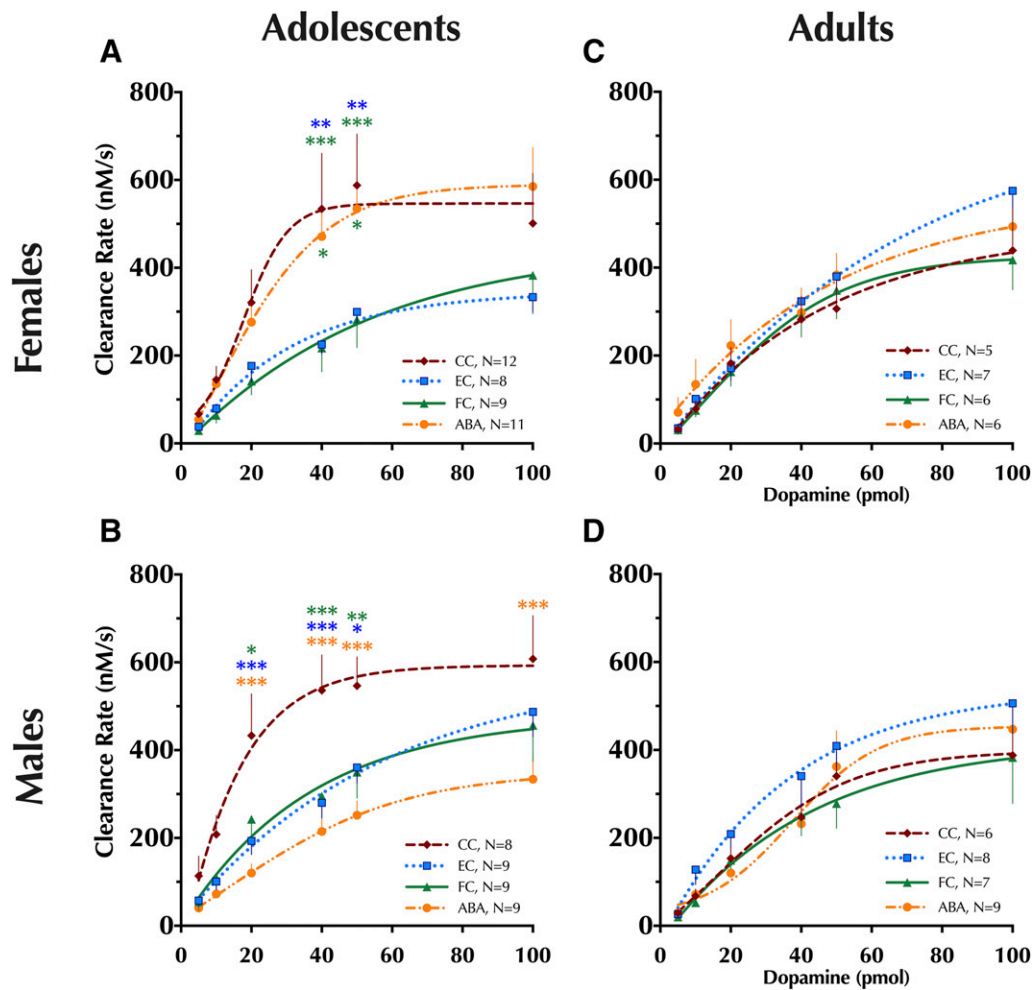 Adolescents
Adults
Females
Males
A
Clearance Rate (nM/s)
800
600
400
200
0
** 
***
**
***
*
*
CC, N=12
EC, N=8
FC, N=9
ABA, N=11
0 20 40 60 80 100
C
800
600
400
200
0
CC, N=5
EC, N=7
FC, N=6
ABA, N=6
0 20 40 60 80 100
Dopamine (pmol)
B
Clearance Rate (nM/s)
800
600
400
200
0
*
***
***
***
***
***
**
*
***
***
CC, N=8
EC, N=9
FC, N=9
ABA, N=9
0 20 40 60 80 100
D
800
600
400
200
0
CC, N=6
EC, N=8
FC, N=7
ABA, N=9
0 20 40 60 80 100
Dopamine (pmol)